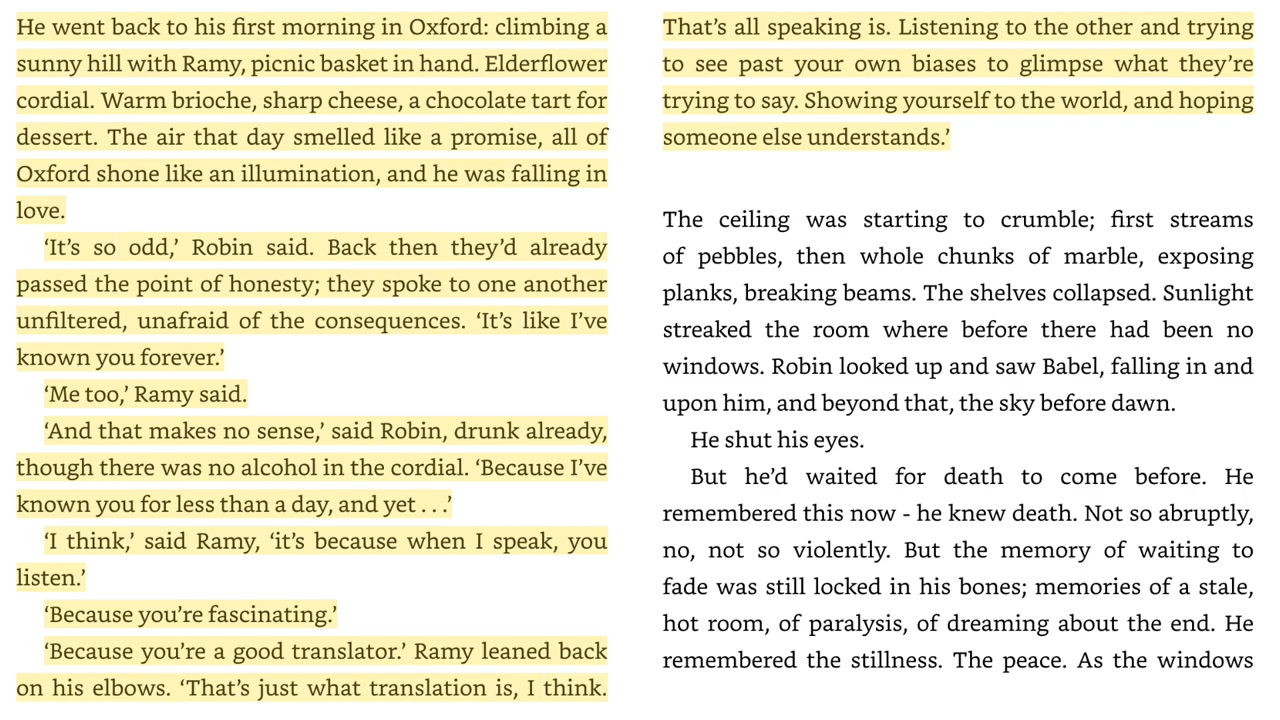 He went back to his first morning in Oxford: climbing a
sunny hill with Ramy, picnic basket in hand. Elderflower
cordial. Warm brioche, sharp cheese, a chocolate tart for
dessert. The air that day smelled like a promise, all of
Oxford shone like an illumination, and he was falling in
love.
‘It’s so odd,’ Robin said. Back then they’d already
passed the point of honesty; they spoke to one another
unfiltered, unafraid of the consequences. ‘It’s like I’ve
known you forever.’
‘Me too,’ Ramy said.
‘And that makes no sense,’ said Robin, drunk already,
though there was no alcohol in the cordial. ‘Because I’ve
known you for less than a day, and yet . . .’
‘I think,’ said Ramy, ‘it’s because when I speak, you
listen.’
‘Because you’re fascinating.’
‘Because you’re a good translator.’ Ramy leaned back
on his elbows. ‘That’s just what translation is, I think.
That’s all speaking is. Listening to the other and trying
to see past your own biases to glimpse what they’re
trying to say. Showing yourself to the world, and hoping
someone else understands.’
The ceiling was starting to crumble; first streams
of pebbles, then whole chunks of marble, exposing
planks, breaking beams. The shelves collapsed. Sunlight
streaked the room where before there had been no
windows. Robin looked up and saw Babel, falling in and
upon him, and beyond that, the sky before dawn.
He shut his eyes.
But he’d waited for death to come before. He
remembered this now - he knew death. Not so abruptly,
no, not so violently. But the memory of waiting to
fade was still locked in his bones; memories of a stale,
hot room, of paralysis, of dreaming about the end. He
remembered the stillness. The peace. As the windows